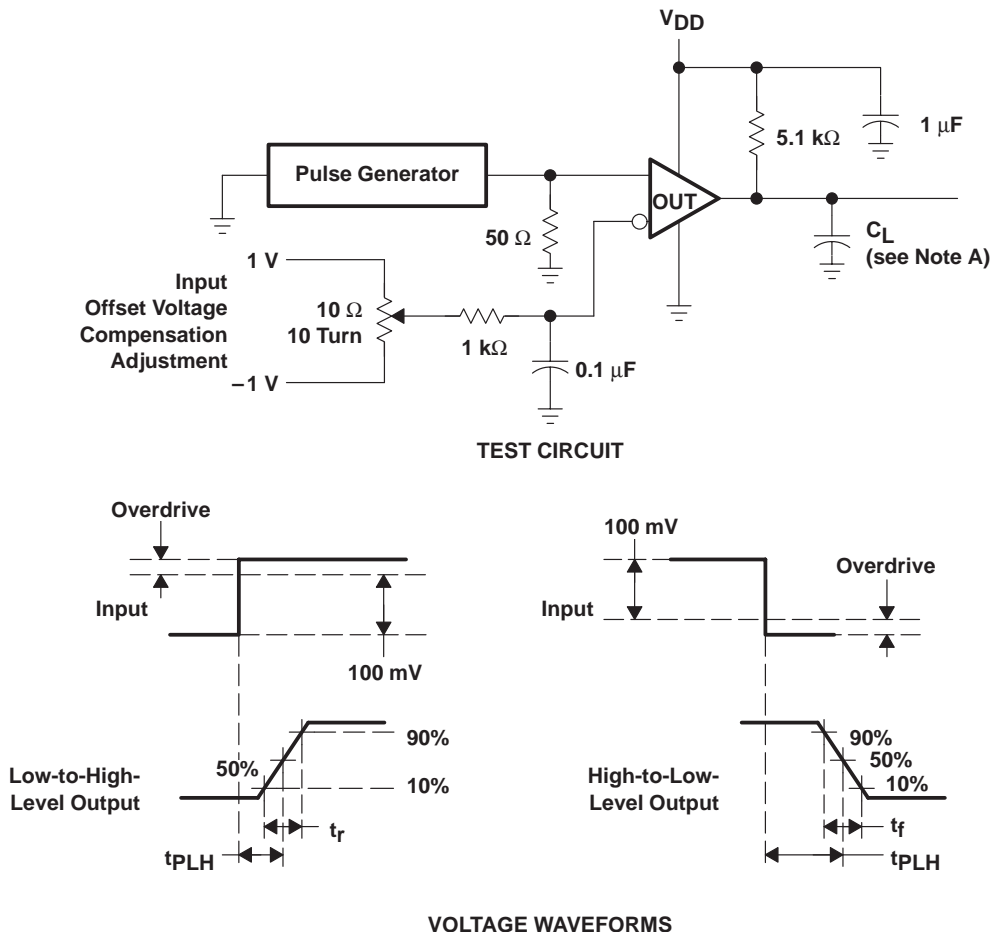 VDD
5.1 kΩ
1 μF
Pulse Generator
OUT
50 Ω
CL
(see Note A)
1 V
Input
Offset Voltage
Compensation
Adjustment
10 Ω
10 Turn
1 kΩ
0.1 μF
−1 V
TEST CIRCUIT
Overdrive
Input
100 mV
Low-to-High-
Level Output
50%
90%
10%
tr
tPLH
100 mV
Input
Overdrive
High-to-Low-
Level Output
90%
50%
10%
tf
tPLH
VOLTAGE WAVEFORMS